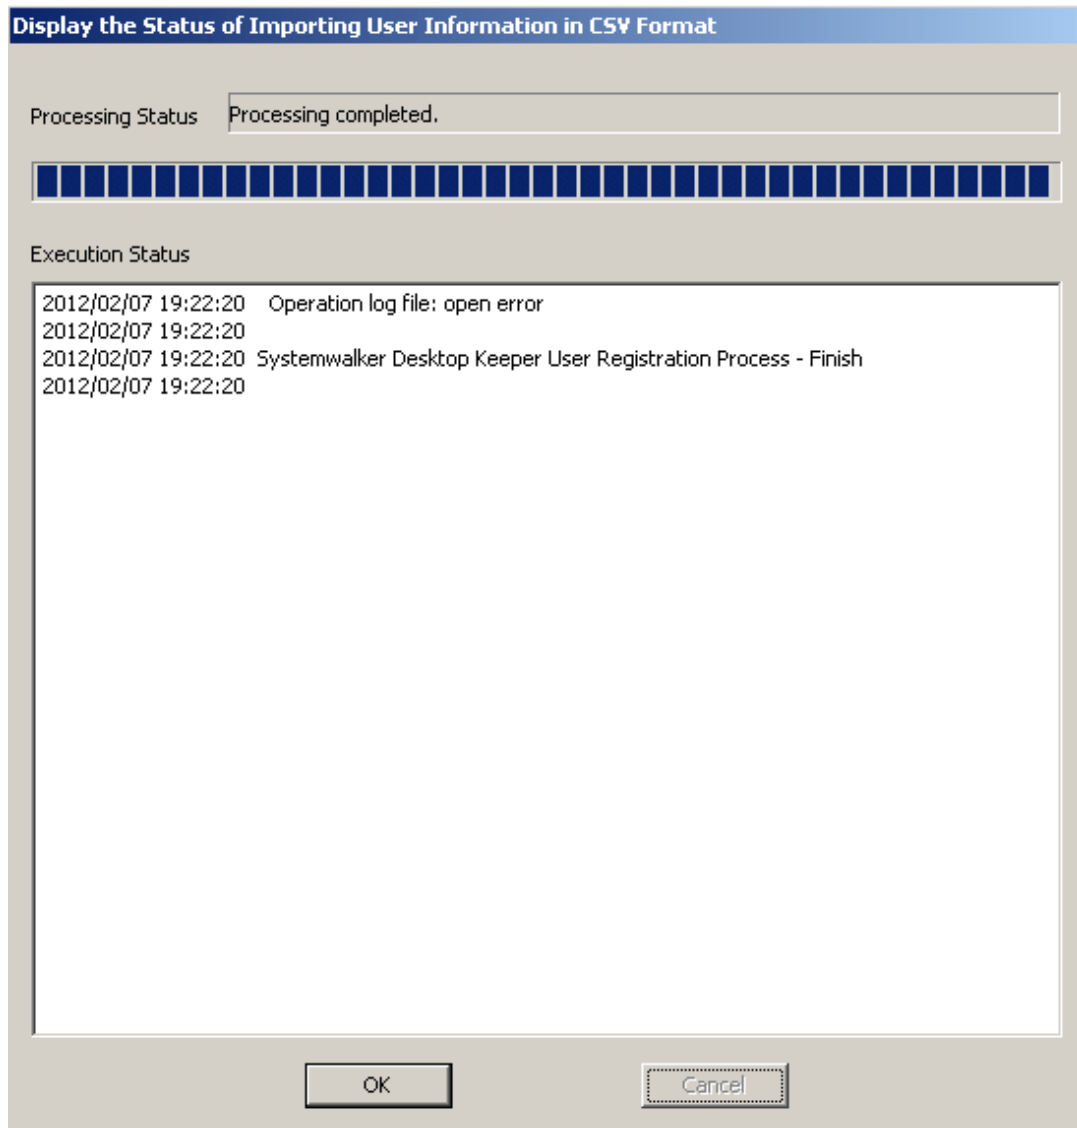 Display the Status of Importing User Information in CSV Format
Processing Status Processing completed.
Execution Status
2012/02/07 19:22:20 Operation log file: open error
2012/02/07 19:22:20
2012/02/07 19:22:20 Systemwalker Desktop Keeper User Registration Process - Finish
2012/02/07 19:22:20
OK Cancel